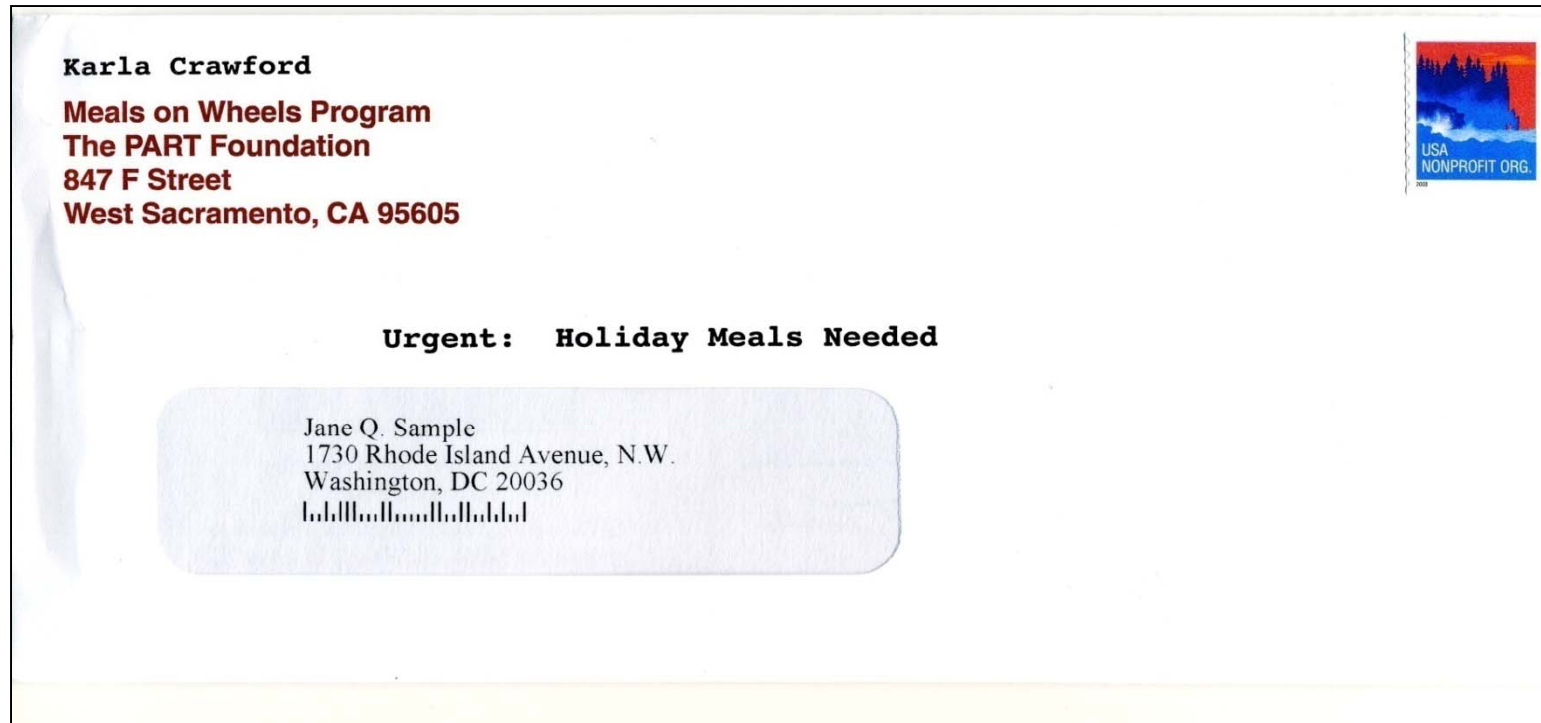 Karla Crawford
Meals on Wheels Program
The PART Foundation
847 F Street
West Sacramento, CA 95605
USA
NONPROFIT ORG.
2003
Urgent: Holiday Meals Needed
Jane Q. Sample
1730 Rhode Island Avenue, N.W.
Washington, DC 20036